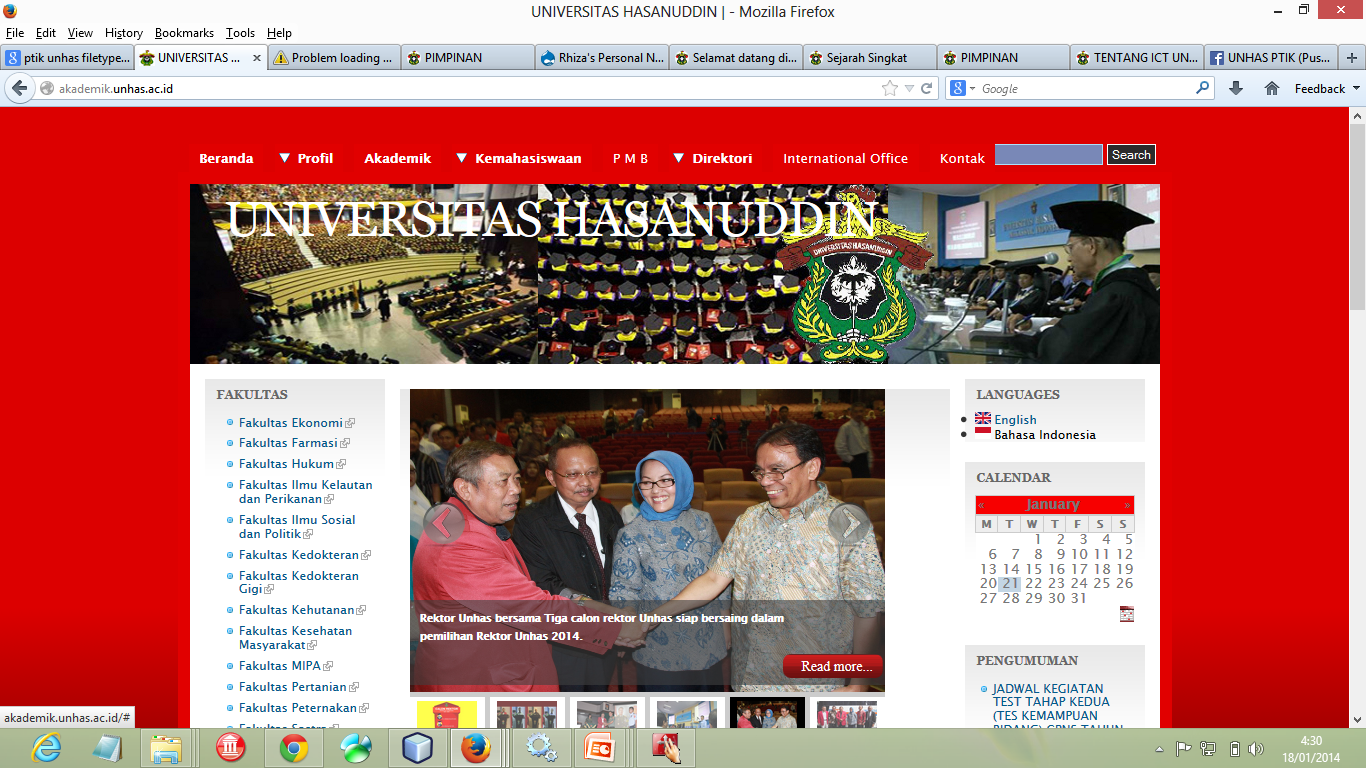 UNIVERSITAS HASANUDDIN | - Mozilla Firefox
File Edit View History Bookmarks Tools Help
ptik unhas filetype... UNIVERSITAS ... Problem loading ... PIMPINAN Rhiza's Personal N... Selamat datang di... Sejarah Singkat PIMPINAN TENTANG ICT UN... UNHAS PTIK (Pus...
akademik.unhas.ac.id Google Feedback
Beranda Profil Akademik Kemahasiswaan P M B Direktori International Office Kontak Search
UNIVERSITAS HASANUDDIN
UNIVERSITAS HASANUDDIN
FAKULTAS
Fakultas Ekonomi
Fakultas Farmasi
Fakultas Hukum
Fakultas Ilmu Kelautan
dan Perikanan
Fakultas Ilmu Sosial
dan Politik
Fakultas Kedokteran
Fakultas Kedokteran
Gigi
Fakultas Kehutanan
Fakultas Kesehatan
Masyarakat
Fakultas MIPA
Fakultas Pertanian
Fakultas Peternakan
Fakultas Sastra
Rektor Unhas bersama Tiga calon rektor Unhas siap bersaing dalam
pemilihan Rektor Unhas 2014.
Read more...
LANGUAGES
English
Bahasa Indonesia
CALENDAR
« January »
M T W T F S S
1 2 3 4 5
6 7 8 9 10 11 12
13 14 15 16 17 18 19
20 21 22 23 24 25 26
27 28 29 30 31
PENGUMUMAN
JADWAL KEGIATAN
TEST TAHAP KEDUA
(TES KEMAMPUAN
BIDANG) CPNS TAHUN
akademik.unhas.ac.id/#
4:30
18/01/2014